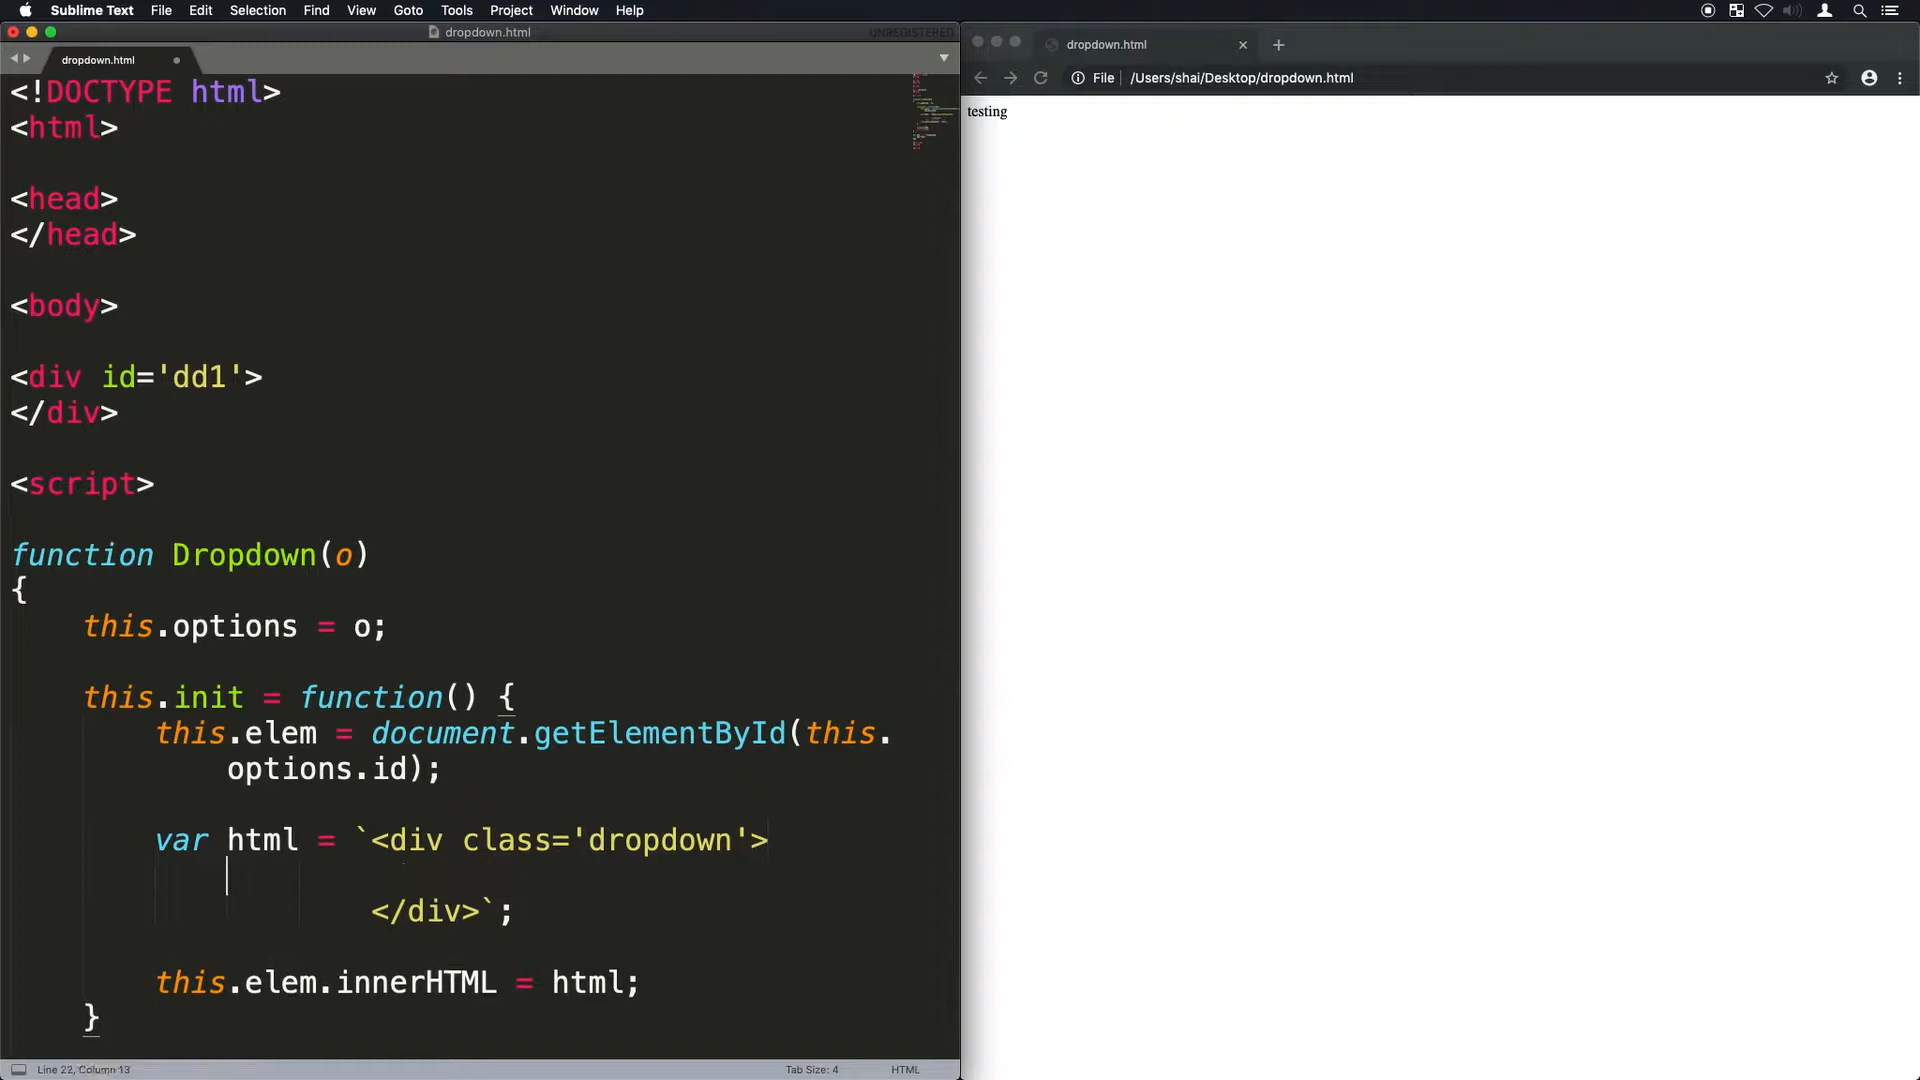 Sublime Text File Edit Selection Find View Goto Tools Project Window Help
dropdown.html
UNREGISTERED
dropdown.html
<!DOCTYPE html>
<html>
<head>
</head>
<body>
<div id='dd1'>
</div>
<script>
function Dropdown(o)
{
this.options = o;
this.init = function() {
this.elem = document.getElementById(this.
options.id);
var html = `<div class='dropdown'>
</div>`;
this.elem.innerHTML = html;
}
Line 22, Column 13
Tab Size: 4
HTML
dropdown.html
File /Users/shai/Desktop/dropdown.html
testing